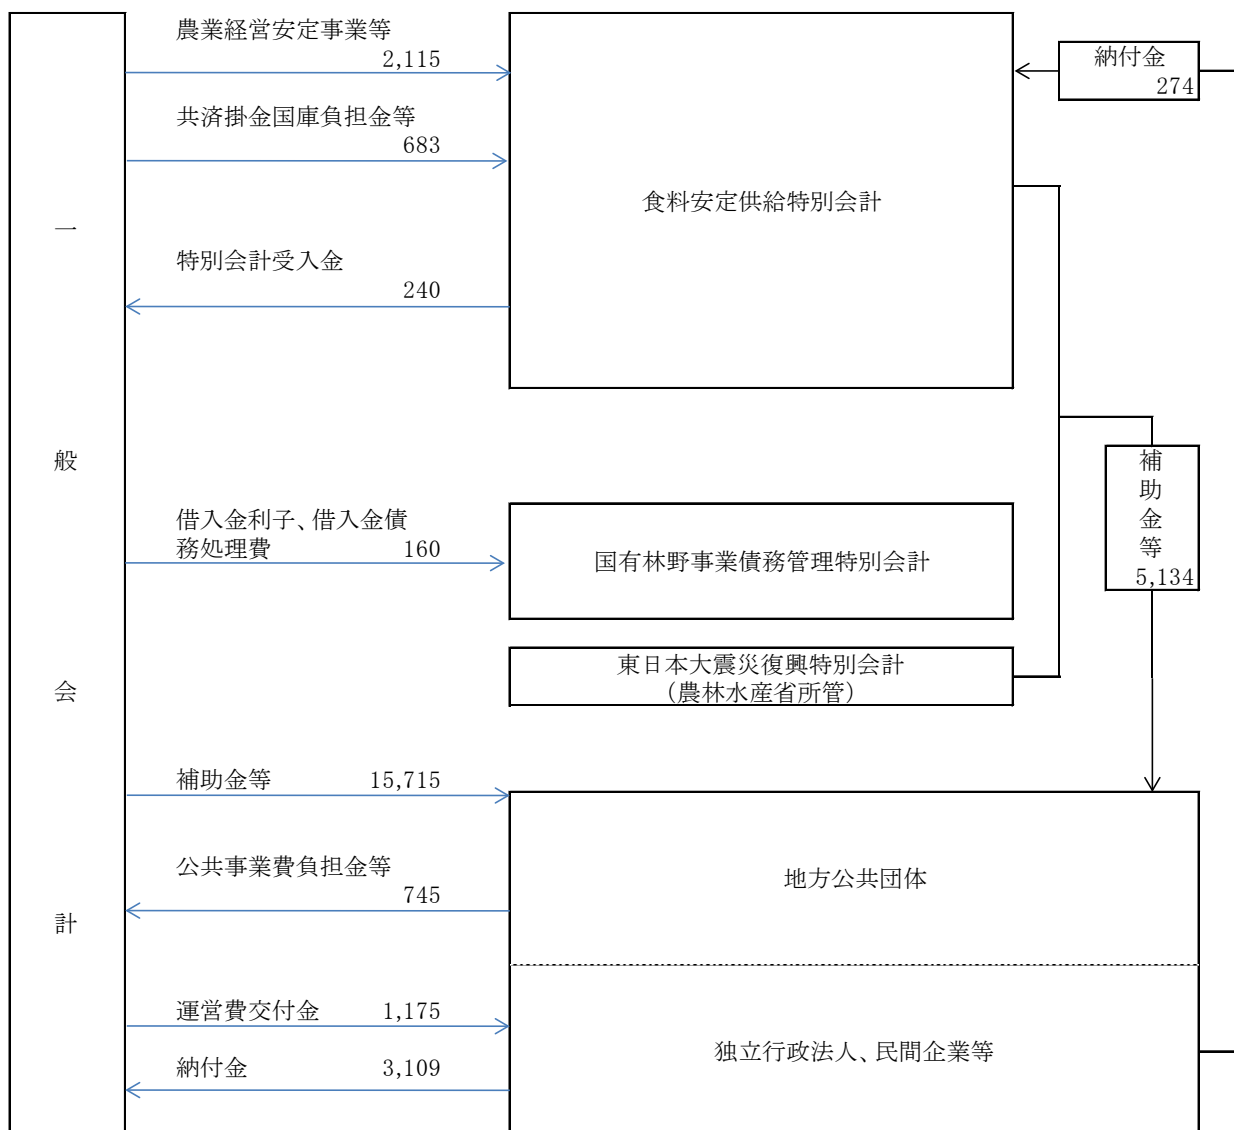 一般会計
農業経営安定事業等
2,115
共済掛金国庫負担金等
683
特別会計受入金
240
食料安定供給特別会計
納付金
274
借入金利子、借入金債
務処理費 160
国有林野事業債務管理特別会計
補助金等
5,134
東日本大震災復興特別会計
(農林水産省所管)
補助金等 15,715
公共事業費負担金等
745
地方公共団体
運営費交付金 1,175
納付金 3,109
独立行政法人、民間企業等